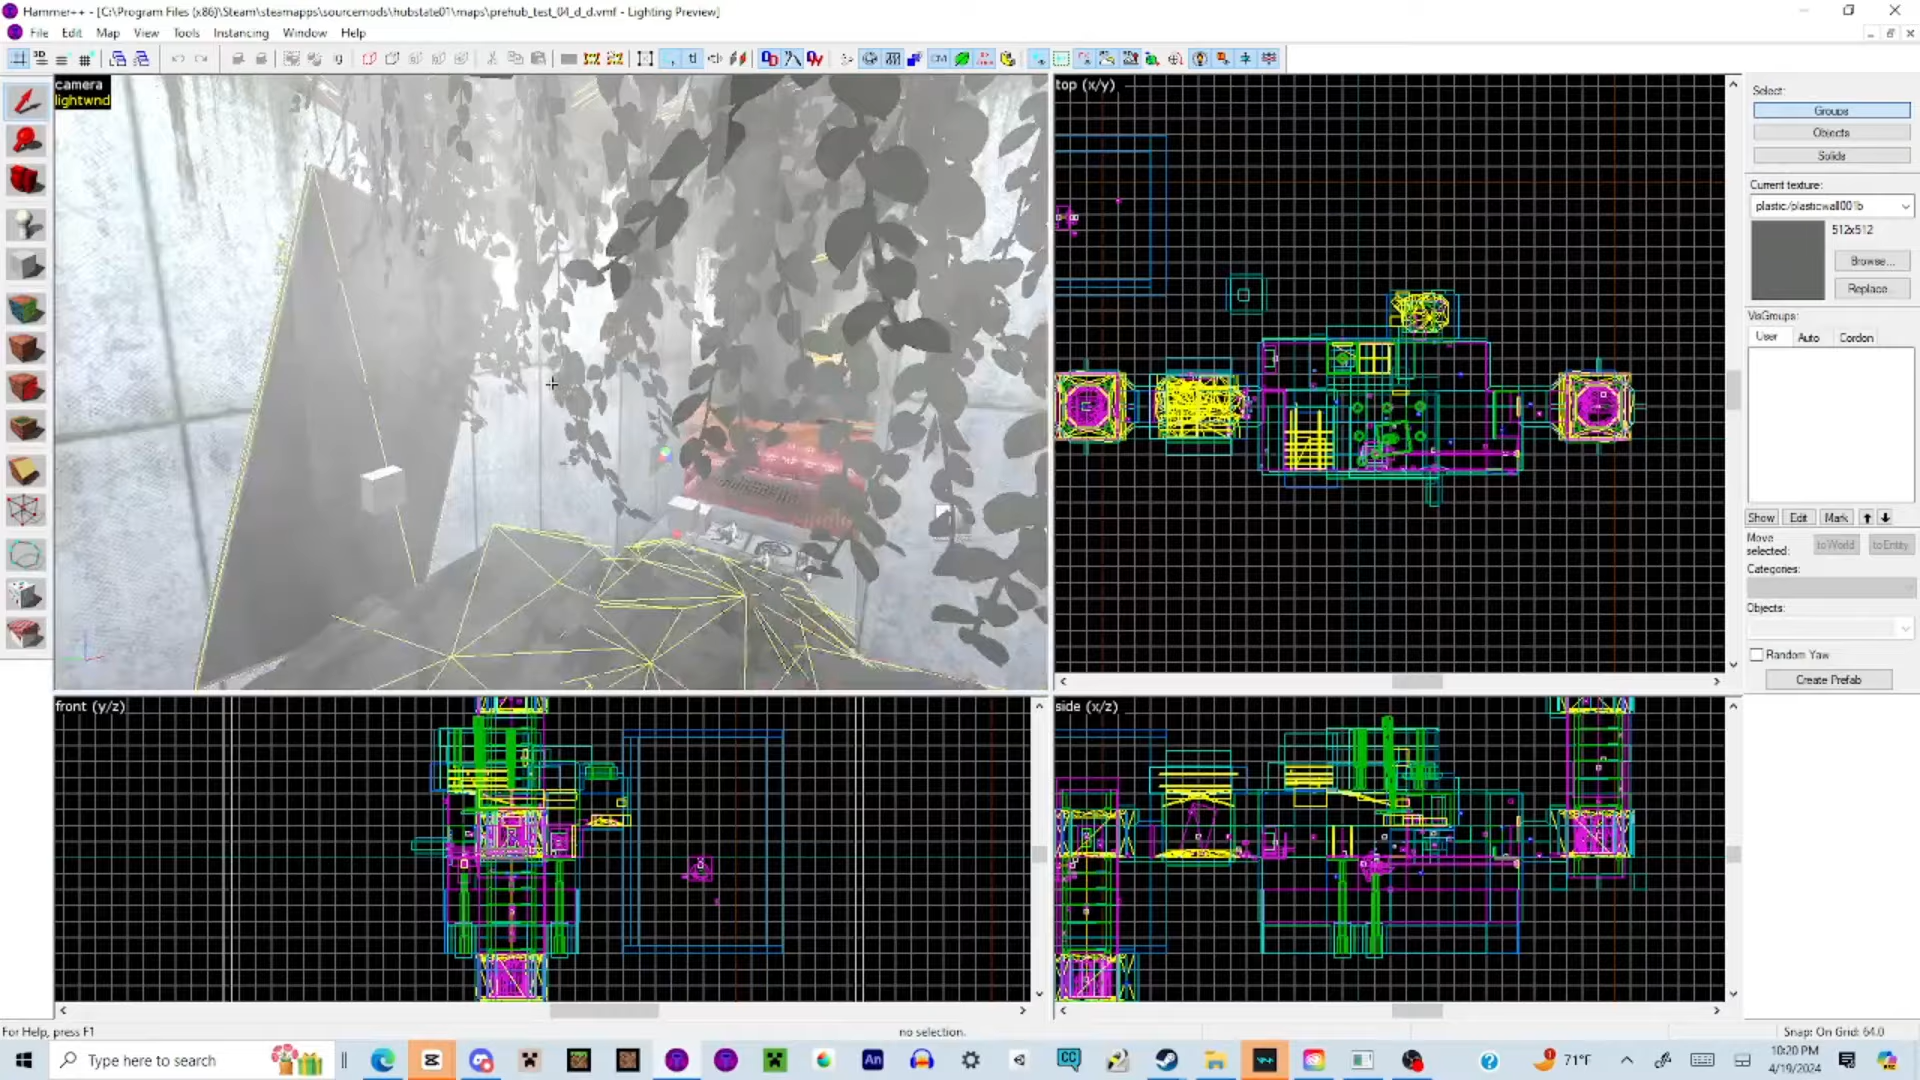 Hammer++ - [C:\Program Files (x86)\Steam\steamapps\sourcemods\hubstate01\maps\prehub_test_04_d_d.vmf - Lighting Preview]
File Edit Map View Tools Instancing Window Help
camera
lightwnd
top (x/y)
front (y/z)
side (x/z)
Select:
Groups
Objects
Solids
Current texture:
plastic/plasticwall001b
512x512
Browse...
Replace...
VisGroups:
User Auto Cordon
Show Edit Mark
Move selected:
toWorld toEntity
Categories:
Objects:
Random Yaw
Create Prefab
For Help, press F1
no selection.
Snap: On Grid: 64.0
Type here to search
71°F
10:20 PM
4/19/2024